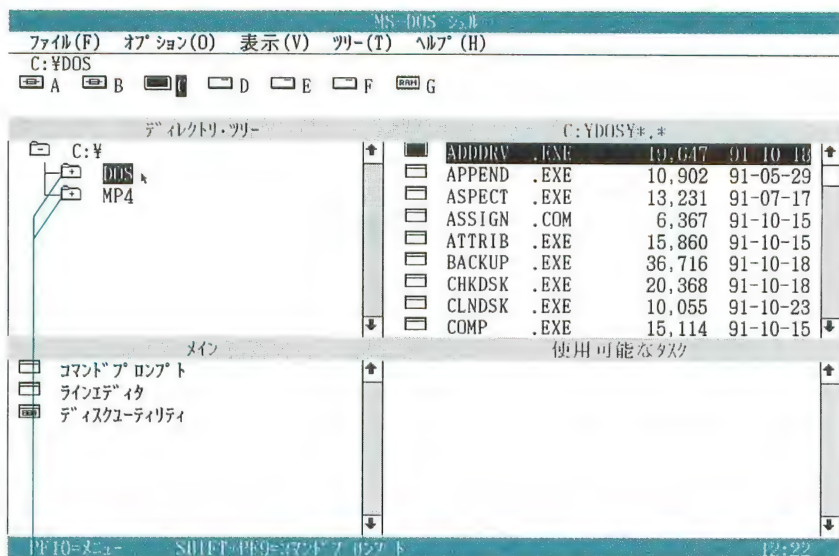 MS-DOS シェル
ファイル(F) オプション(O) 表示(V) ツリー(T) ヘルプ(H)
C:¥DOS
A B C D E F RAM G
ディレクトリ・ツリー
C:¥
DOS
MP4
C:¥DOS¥*.*
ADDDRV .EXE 19,647 91-10-18
APPEND .EXE 10,902 91-05-29
ASPECT .EXE 13,231 91-07-17
ASSIGN .COM 6,367 91-10-15
ATTRIB .EXE 15,860 91-10-15
BACKUP .EXE 36,716 91-10-18
CHKDSK .EXE 20,368 91-10-18
CLNDSK .EXE 10,055 91-10-23
COMP .EXE 15,114 91-10-15
メイン
コマンドプロンプト
ラインエディタ
ディスクユーティリティ
使用可能なタスク
PF10=メニュー SHIFT+PF9=コマンドプロンプト 12:22